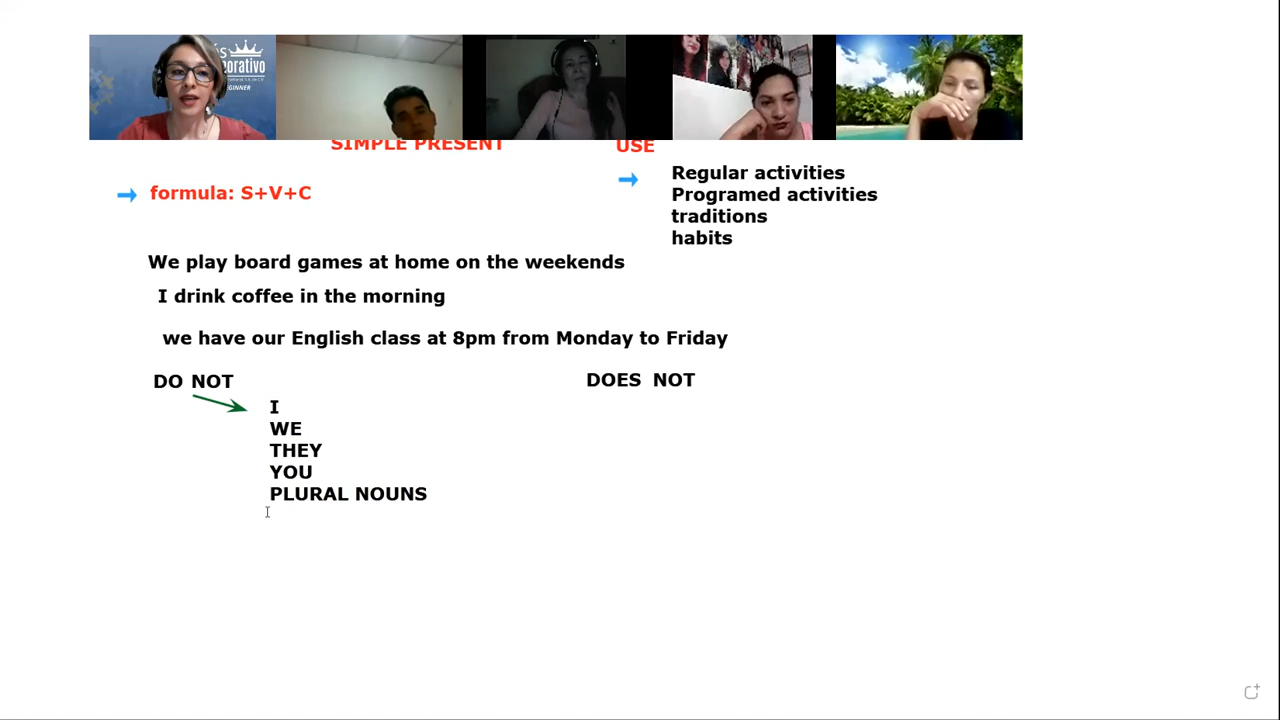 orativo
EGINNER
SIMPLE PRESENT
USE
formula: S+V+C
Regular activities
Programed activities
traditions
habits
We play board games at home on the weekends
I drink coffee in the morning
we have our English class at 8pm from Monday to Friday
DO NOT
DOES NOT
I
WE
THEY
YOU
PLURAL NOUNS